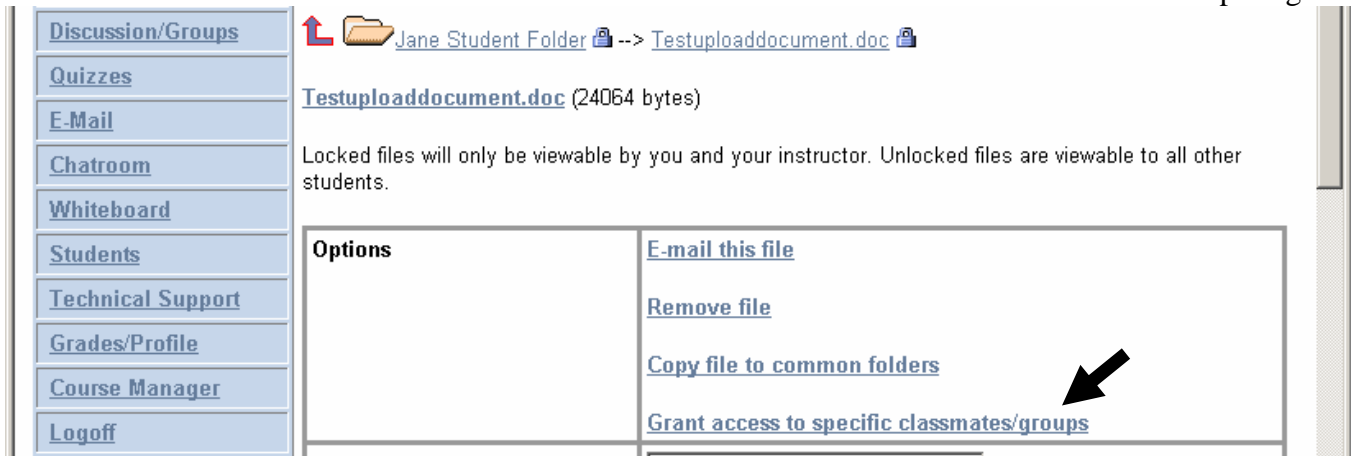 Discussion/Groups
Quizzes
E-Mail
Chatroom
Whiteboard
Students
Technical Support
Grades/Profile
Course Manager
Logoff
Jane Student Folder --> Testuploaddocument.doc
Testuploaddocument.doc (24064 bytes)
Locked files will only be viewable by you and your instructor. Unlocked files are viewable to all other
students.
Options
E-mail this file
Remove file
Copy file to common folders
Grant access to specific classmates/groups